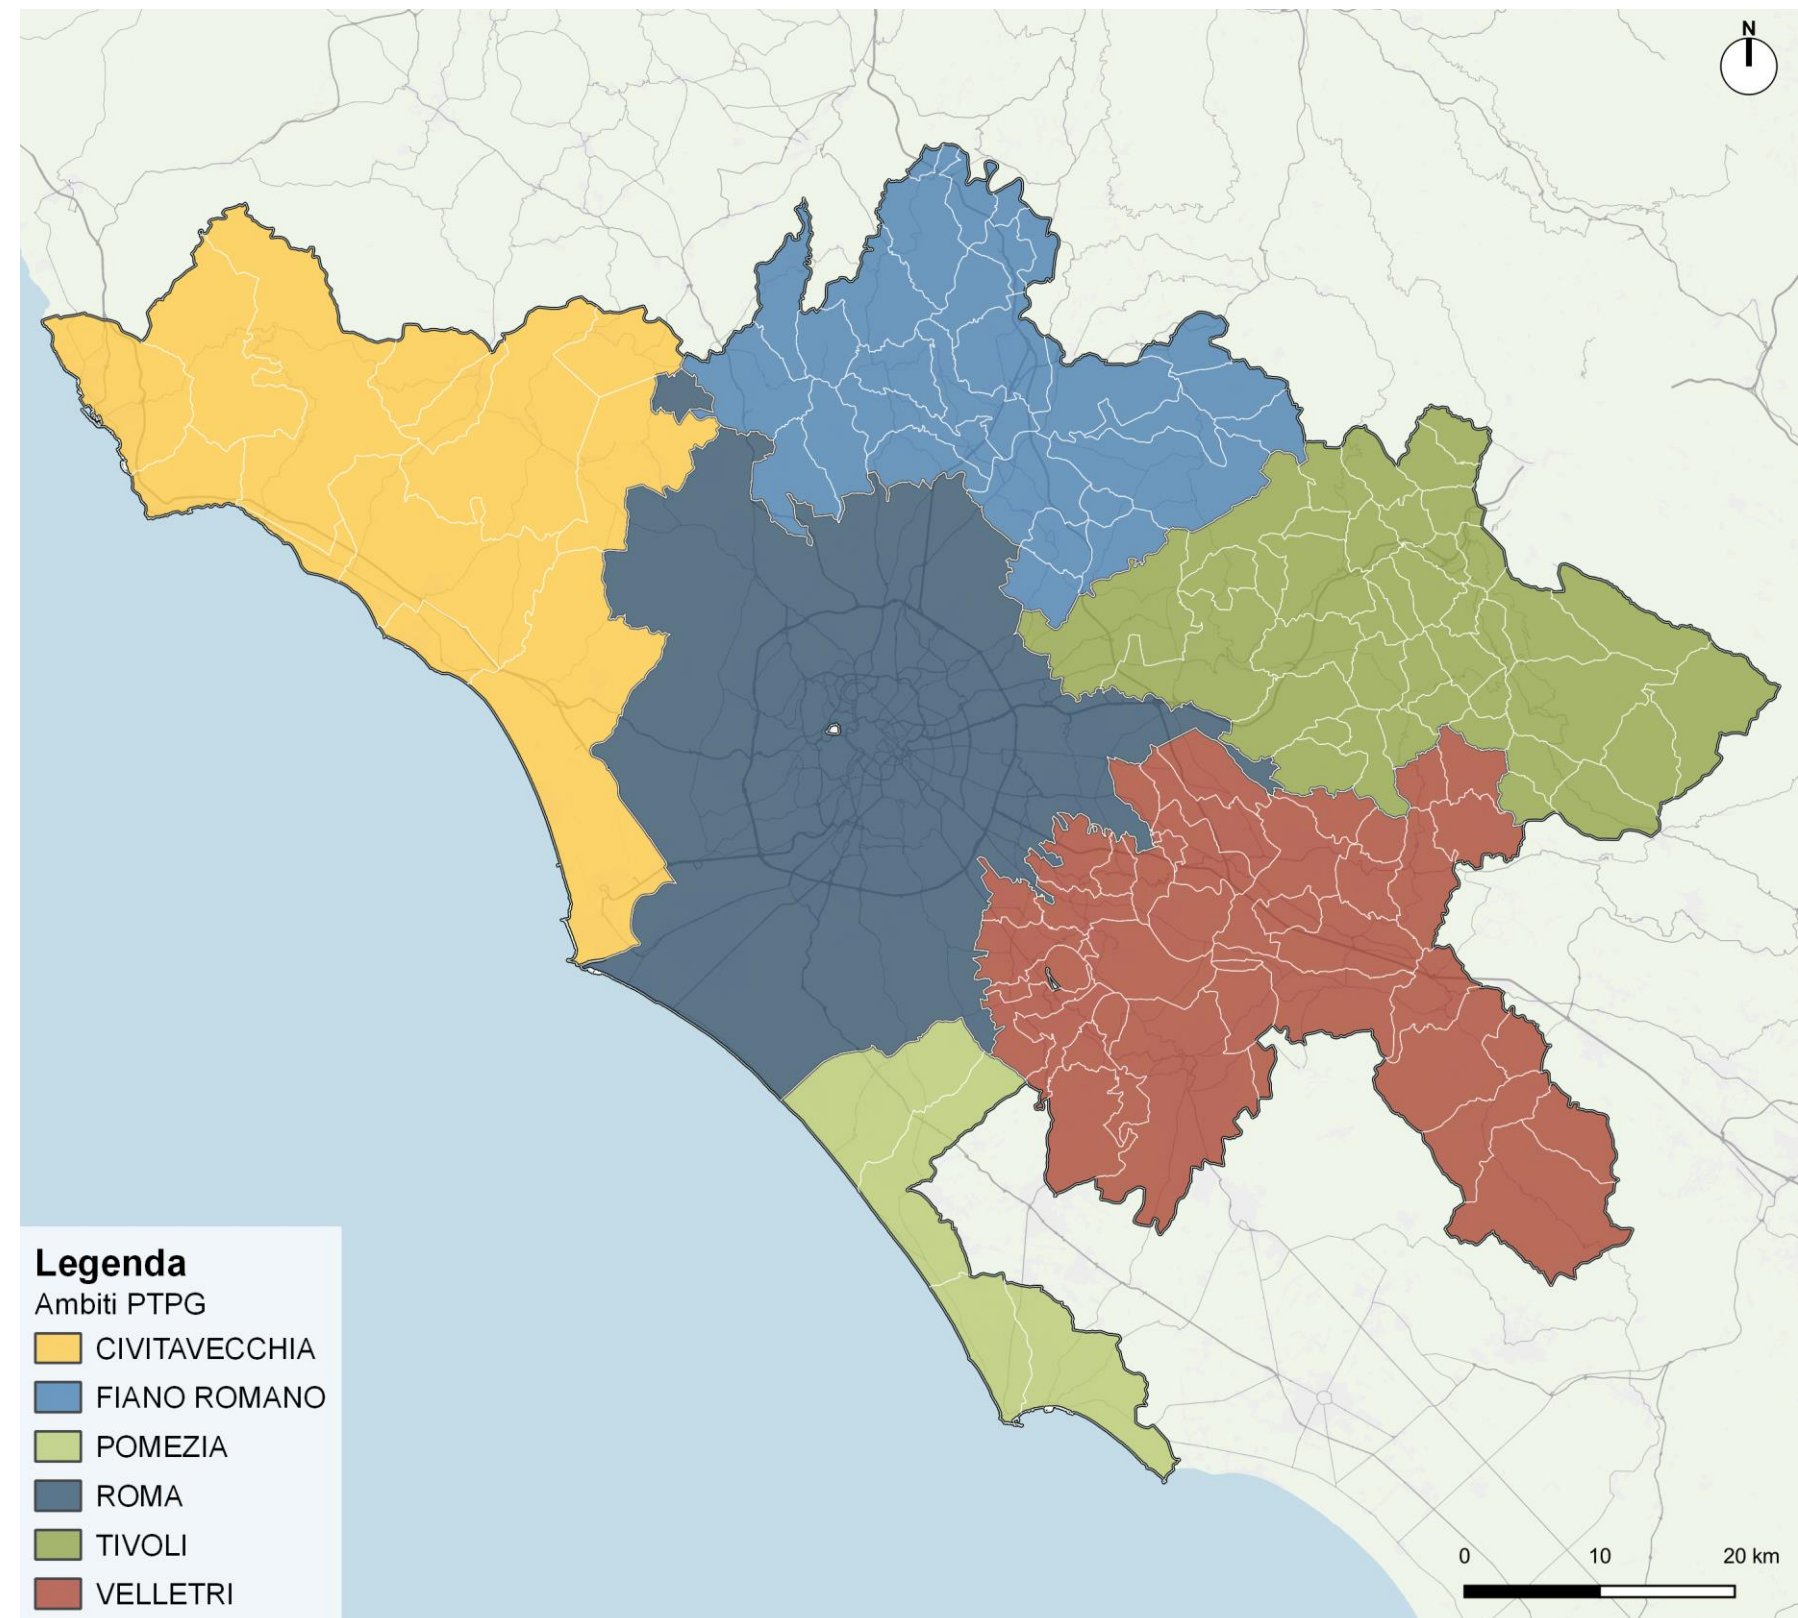 N
Legenda
Ambiti PTPG
CIVITAVECCHIA
FIANO ROMANO
POMEZIA
ROMA
TIVOLI
VELLETRI
0 10 20 km